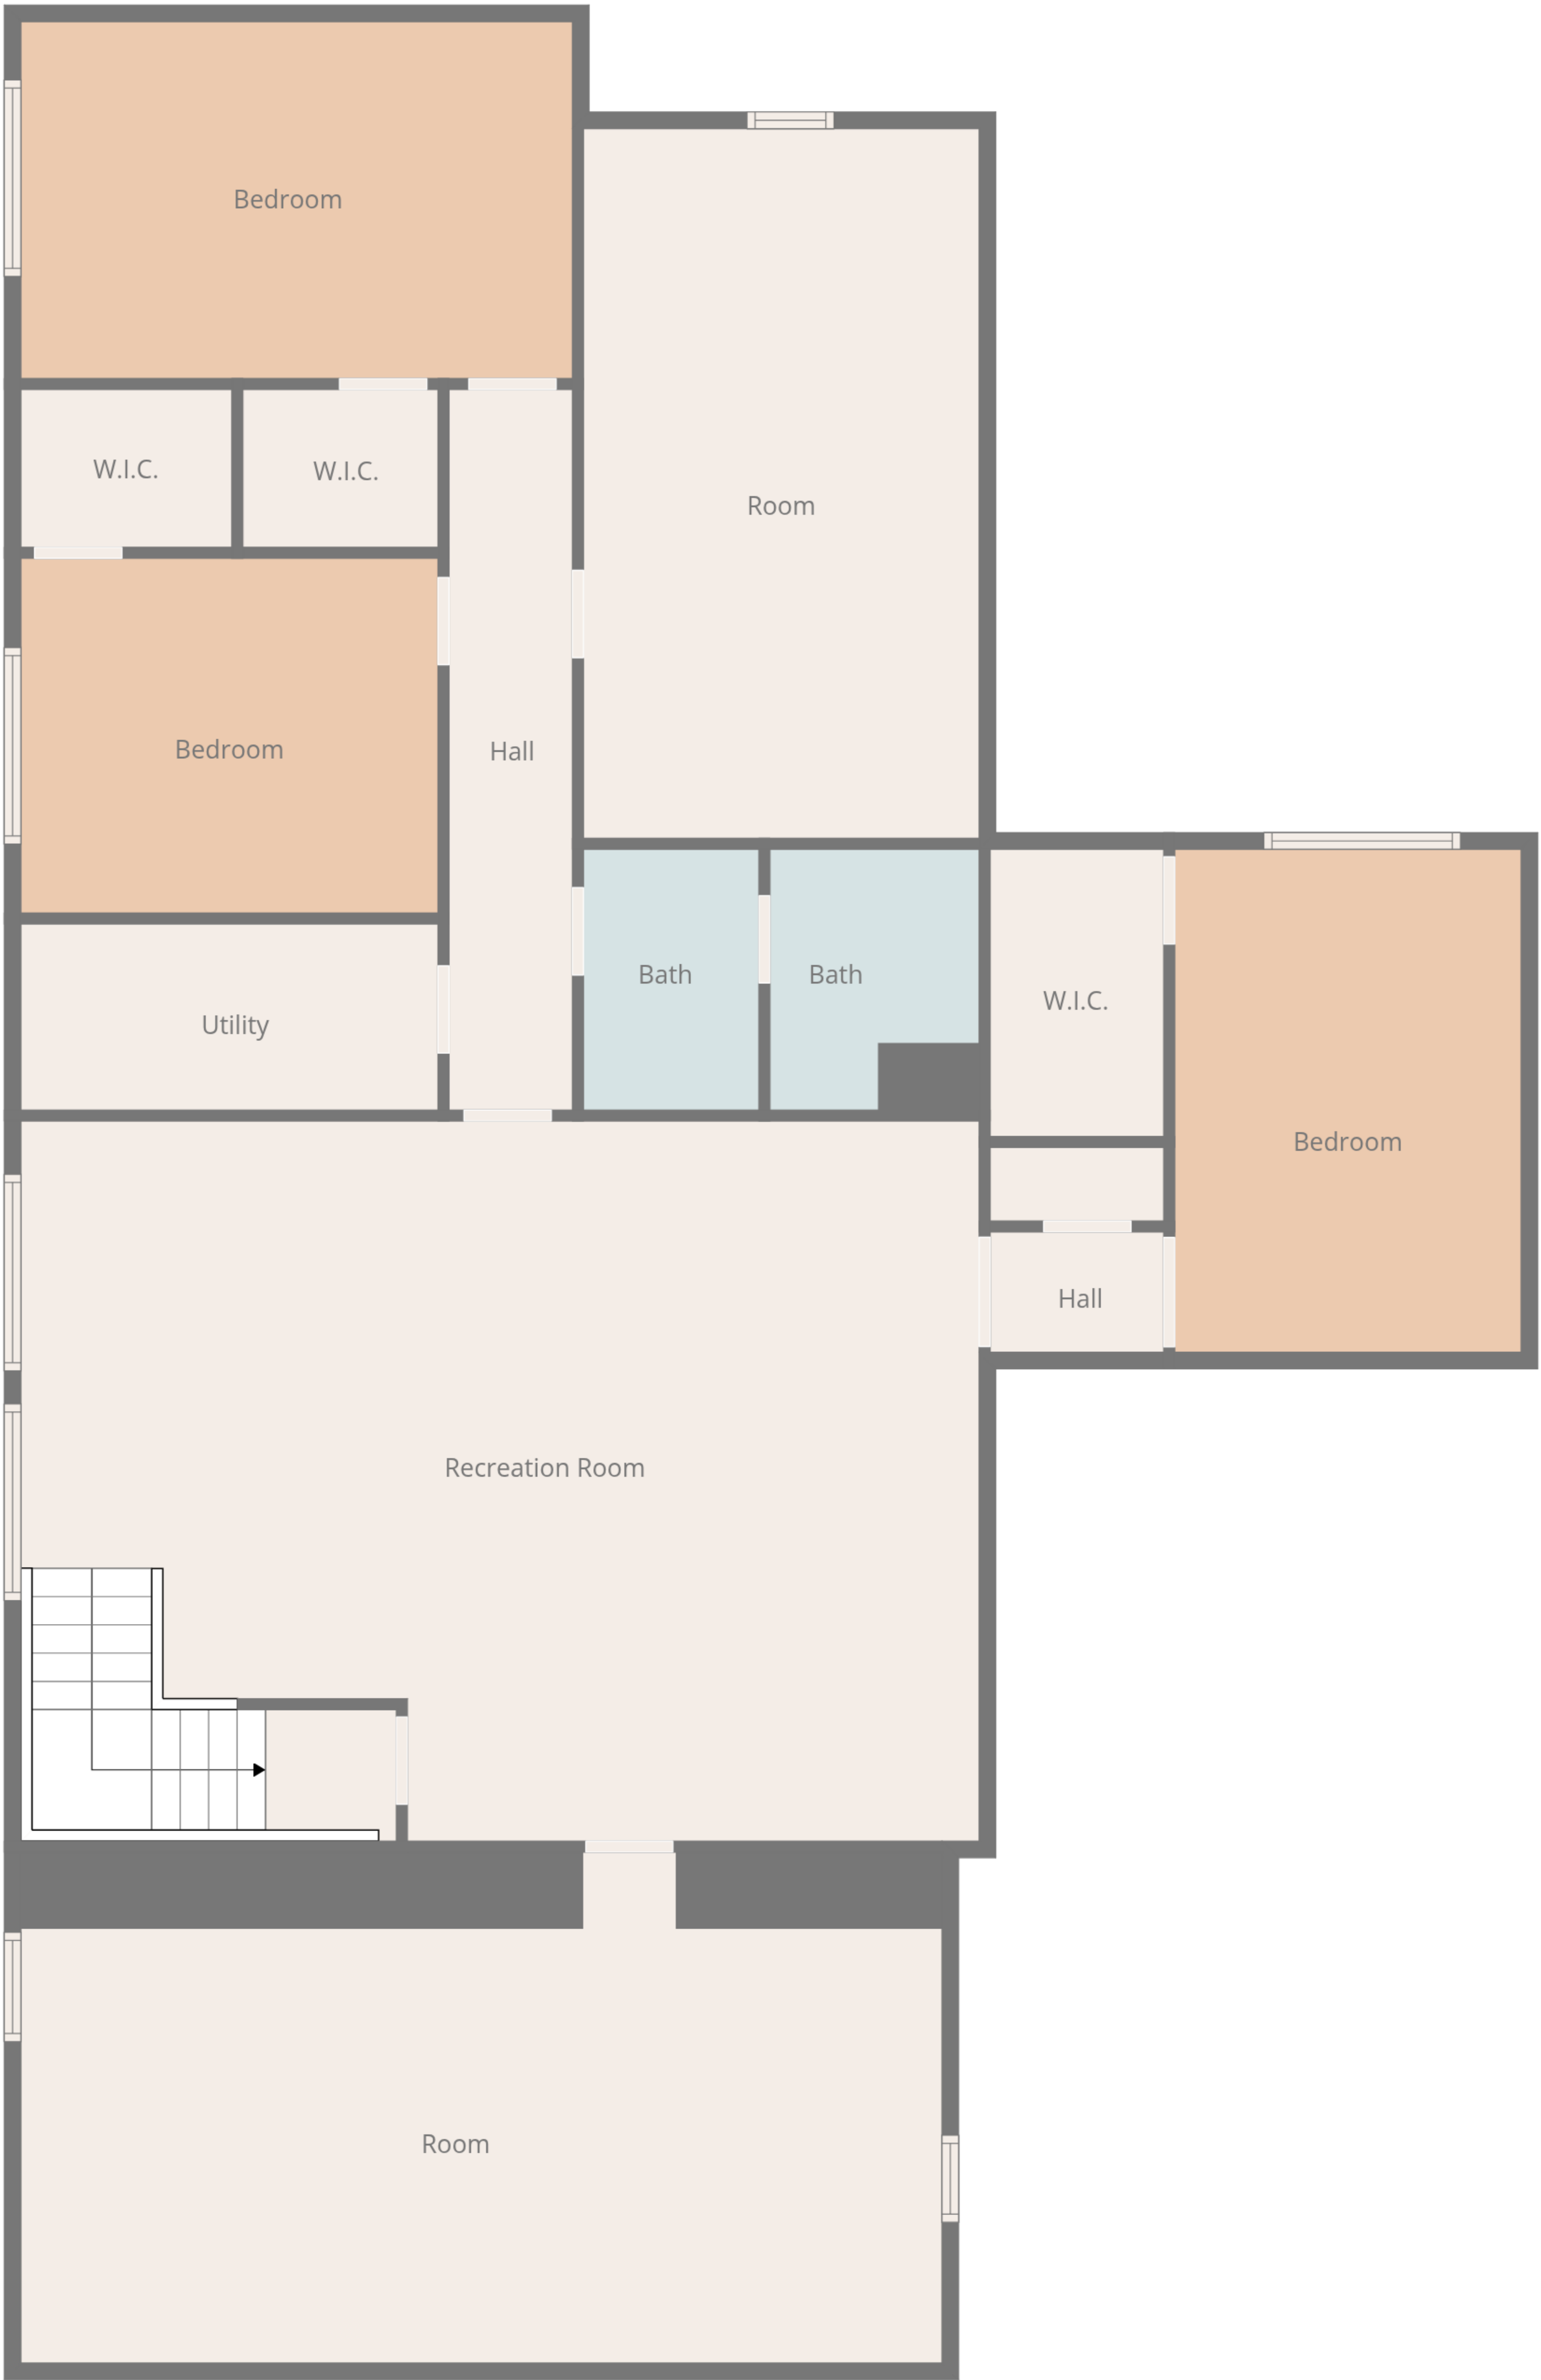 Bedroom
W.I.C.
W.I.C.
Room
Bedroom
Hall
Bath
Bath
W.I.C.
Utility
Bedroom
Hall
Recreation Room
Room